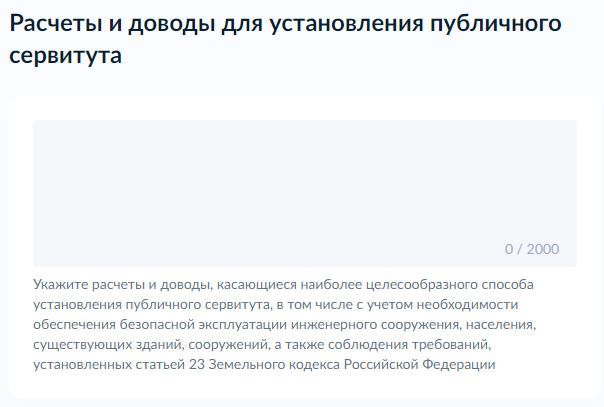 Расчеты и доводы для установления публичного
сервитута
0 / 2000
Укажите расчеты и доводы, касающиеся наиболее целесообразного способа
установления публичного сервитута, в том числе с учетом необходимости
обеспечения безопасной эксплуатации инженерного сооружения, населения,
существующих зданий, сооружений, а также соблюдения требований,
установленных статьей 23 Земельного кодекса Российской Федерации